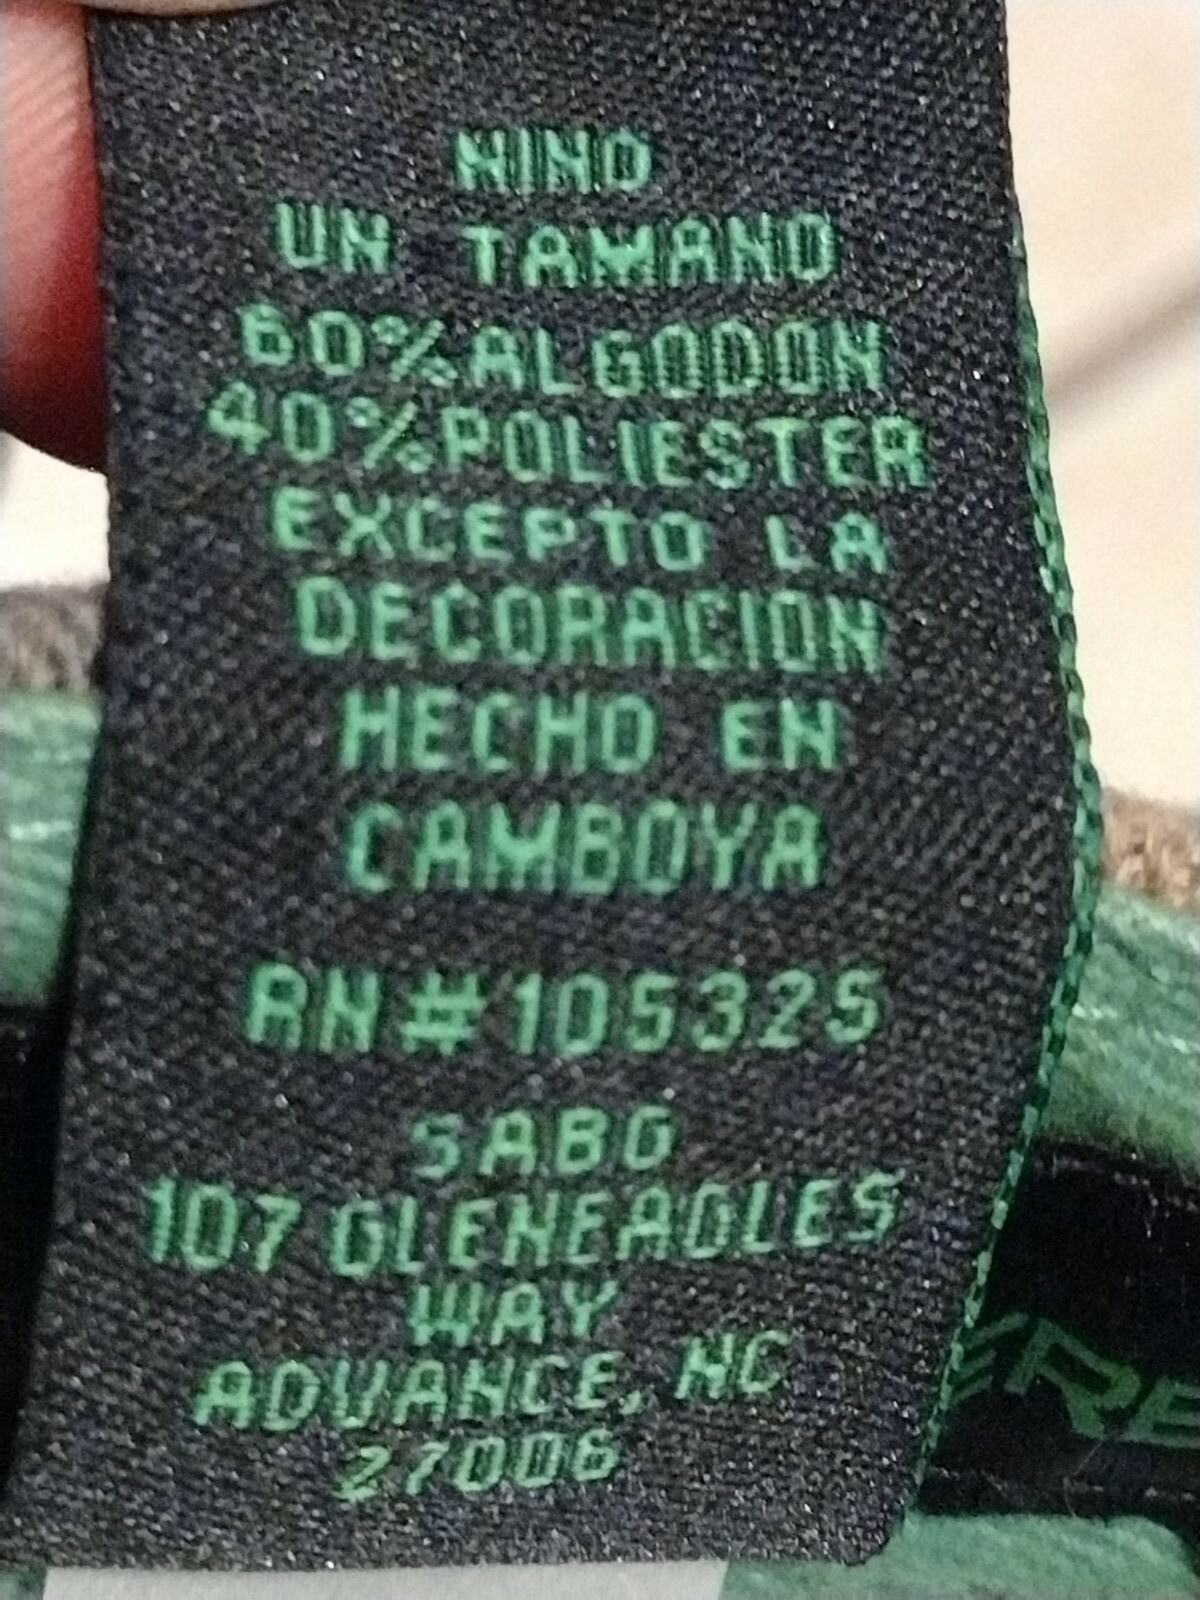 NINO
UN TAMANO
60%ALGODON
40%POLIESTER
EXCEPTO LA
DECORACION
HECHO EN
CAMBOYA
RN#105325
SABG
107 GLENEAGLES
WAY
ADVANCE, NC
27006